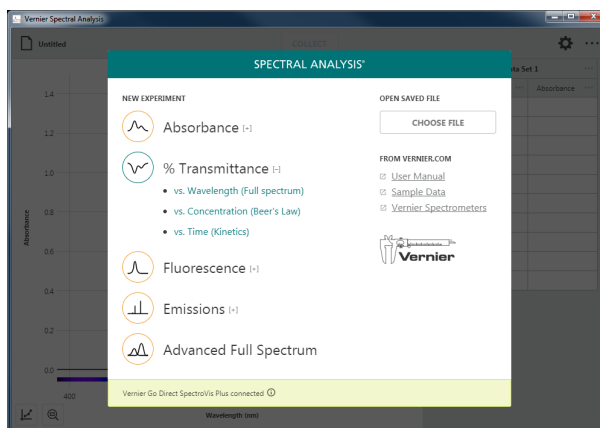 Vernier Spectral Analysis
Untitled
COLLECT
SPECTRAL ANALYSIS®
NEW EXPERIMENT
Absorbance [+]
% Transmittance [–]
• vs. Wavelength (Full spectrum)
• vs. Concentration (Beer's Law)
• vs. Time (Kinetics)
Fluorescence [+]
Emissions [+]
Advanced Full Spectrum
OPEN SAVED FILE
CHOOSE FILE
FROM VERNIER.COM
User Manual
Sample Data
Vernier Spectrometers
Vernier
Vernier Go Direct SpectroVis Plus connected
ata Set 1
Absorbance
Absorbance
1.4
1.2
1.0
0.8
0.6
0.4
0.2
0.0
400
Wavelength (nm)